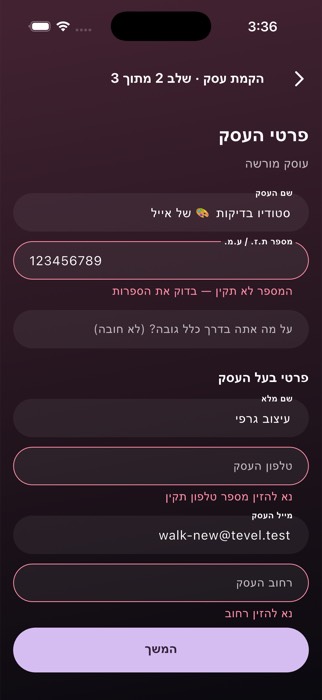 3:36
הקמת עסק · שלב 2 מתוך 3
פרטי העסק
עוסק מורשה
שם העסק
סטודיו בדיקות 🎨 של אייל
מספר ת.ז. / ע.מ.
123456789
המספר לא תקין — בדוק את הספרות
על מה אתה בדרך כלל גובה? (לא חובה)
פרטי בעל העסק
שם מלא
עיצוב גרפי
טלפון העסק
נא להזין מספר טלפון תקין
מייל העסק
walk-new@tevel.test
רחוב העסק
נא להזין רחוב
המשך